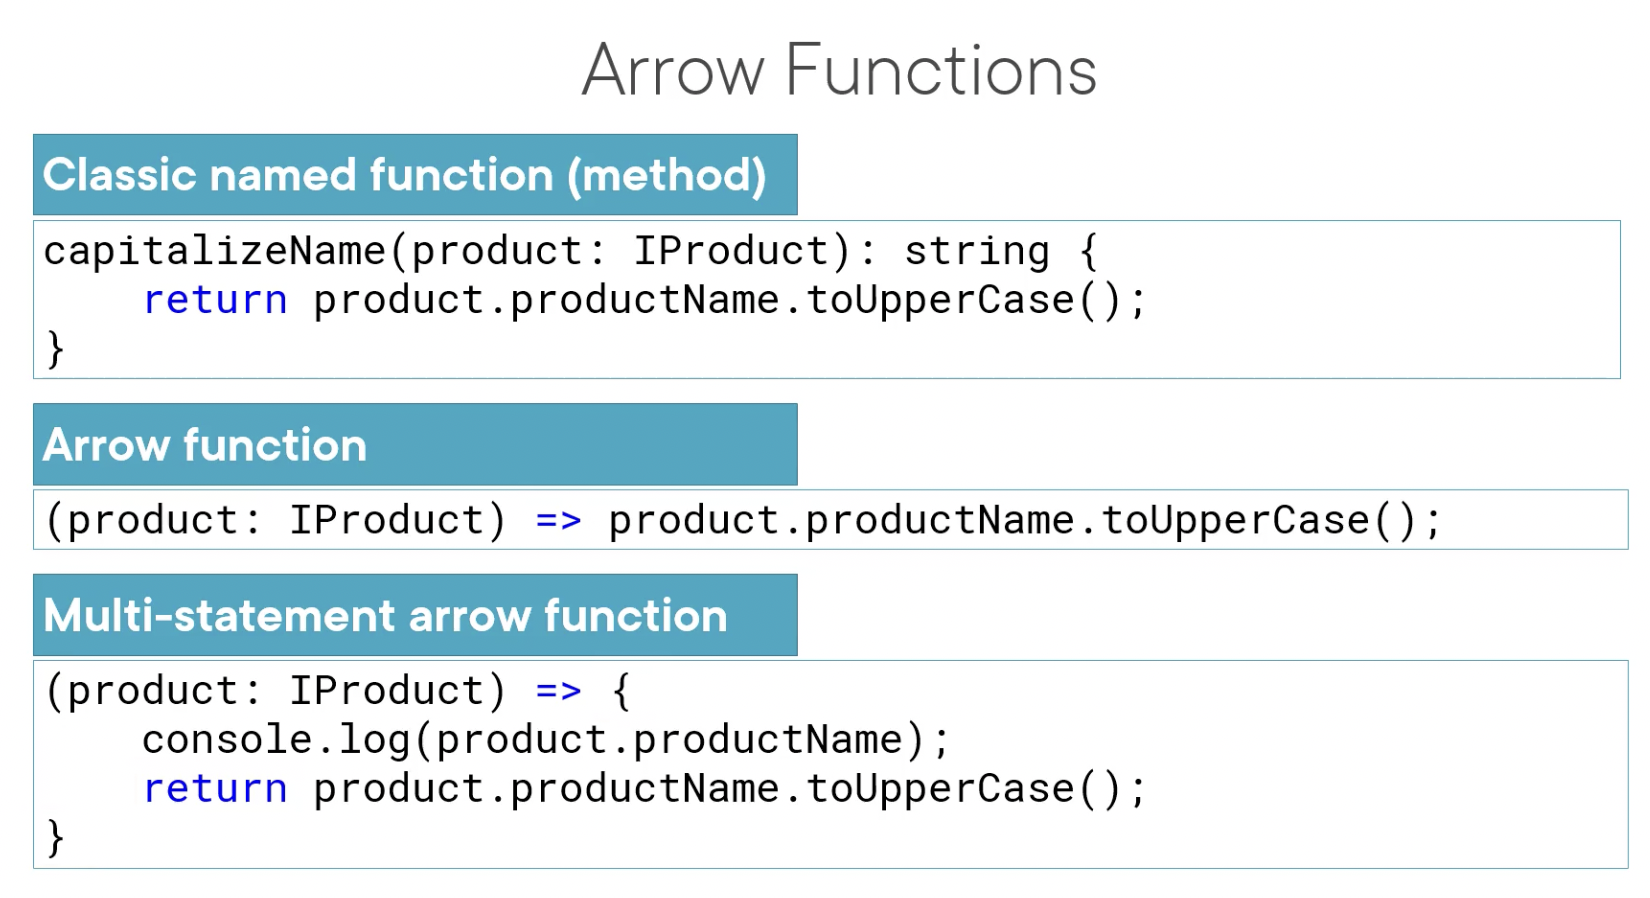 Arrow Functions
Classic named function (method)
capitalizeName(product: IProduct): string {
    return product.productName.toUpperCase();
}
Arrow function
(product: IProduct) => product.productName.toUpperCase();
Multi-statement arrow function
(product: IProduct) => {
    console.log(product.productName);
    return product.productName.toUpperCase();
}